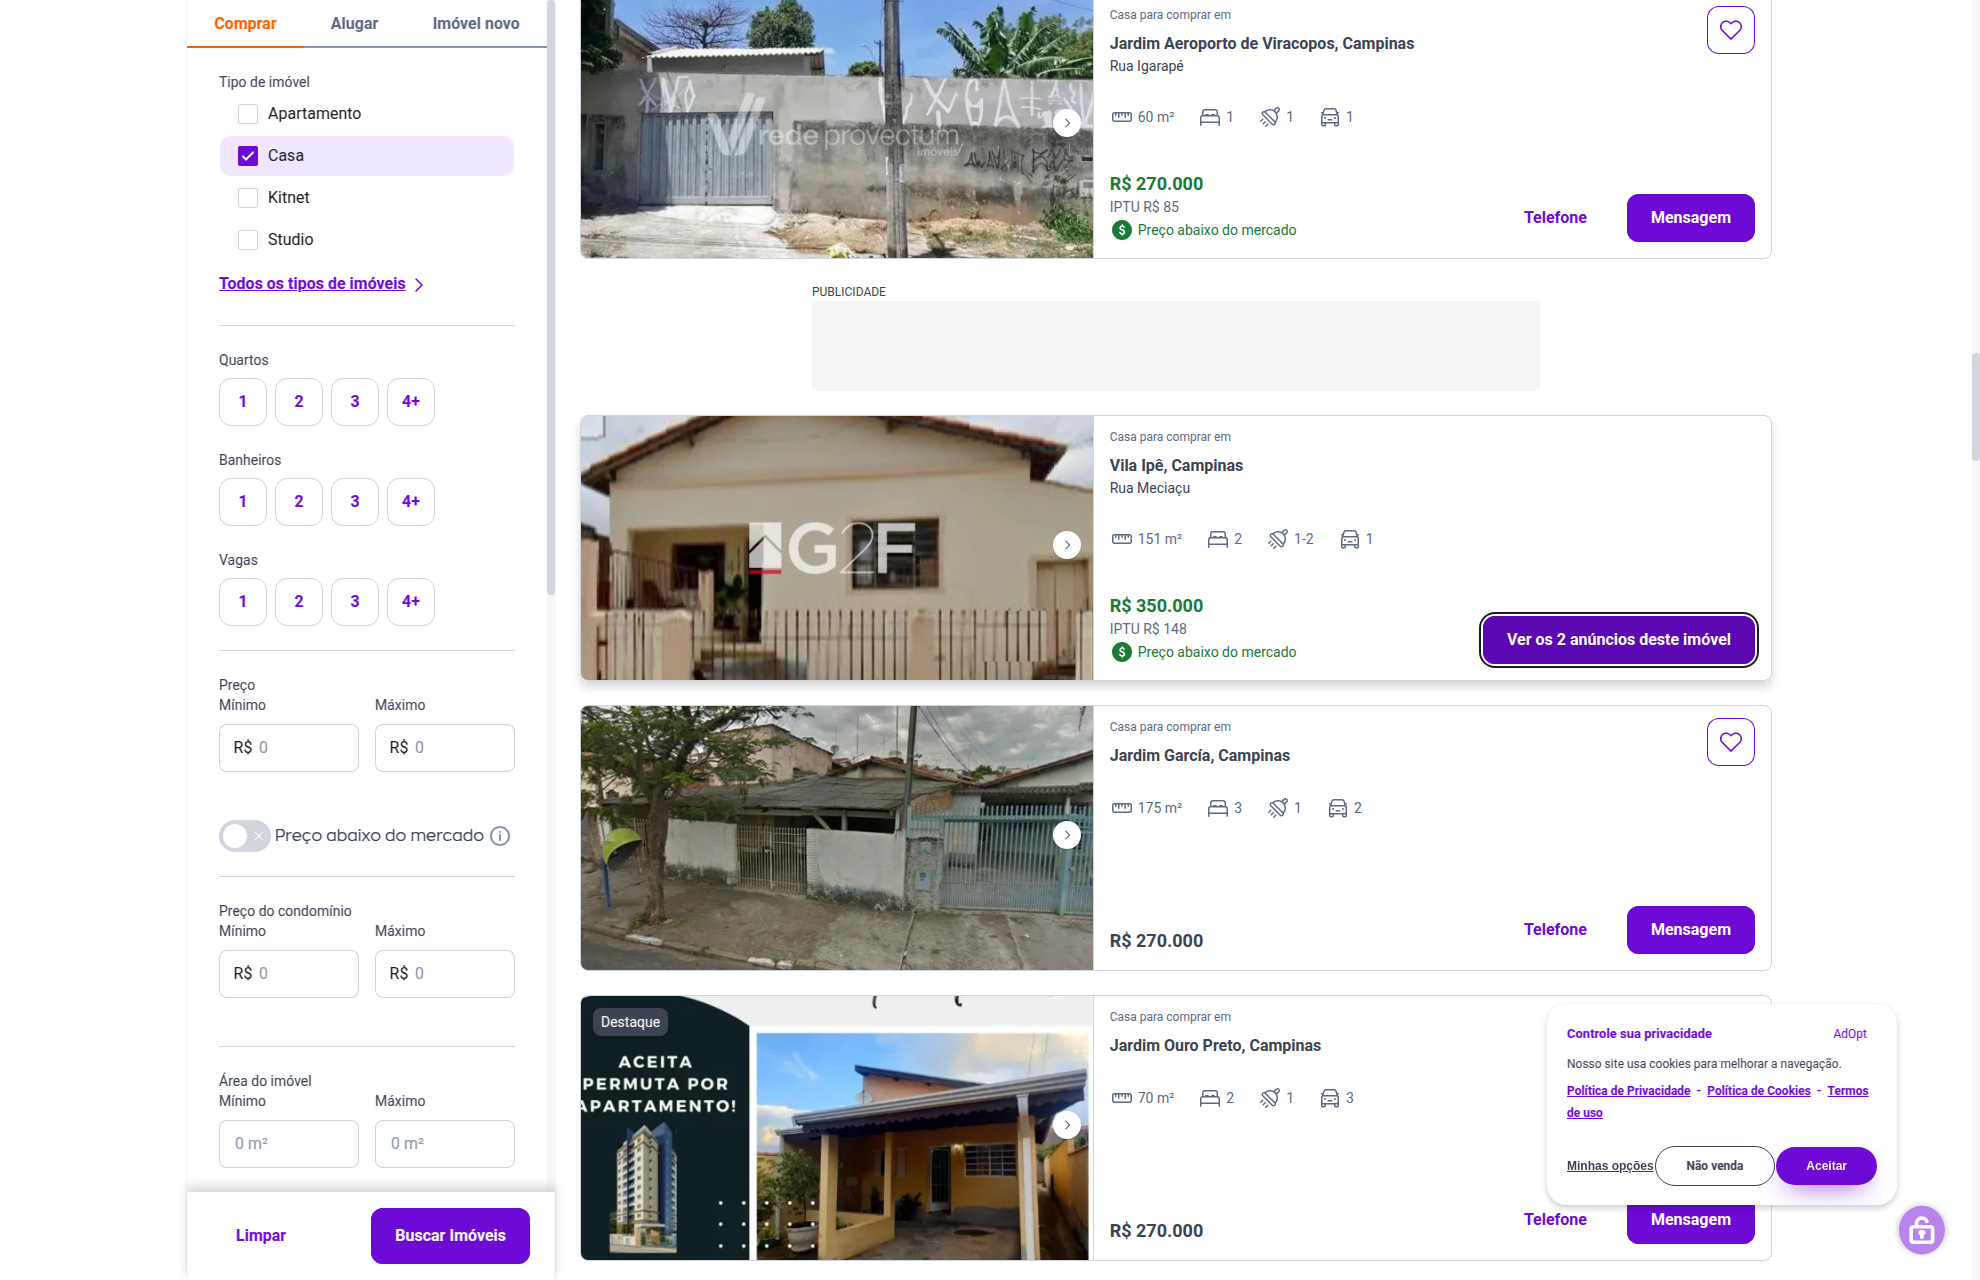 Comprar
Alugar
Imóvel novo
Tipo de imóvel
Apartamento
Casa
Kitnet
Studio
Todos os tipos de imóveis
Quartos
1 2 3 4+
Banheiros
1 2 3 4+
Vagas
1 2 3 4+
Preço
Mínimo
Máximo
R$ 0
R$ 0
Preço abaixo do mercado
Preço do condomínio
Mínimo
Máximo
R$ 0
R$ 0
Área do imóvel
Mínimo
Máximo
0 m²
0 m²
Limpar
Buscar Imóveis
rede provectum
imóveis
Casa para comprar em
Jardim Aeroporto de Viracopos, Campinas
Rua Igarapé
60 m² 1 1 1
R$ 270.000
IPTU R$ 85
Preço abaixo do mercado
Telefone
Mensagem
PUBLICIDADE
G2F
Casa para comprar em
Vila Ipê, Campinas
Rua Meciaçu
151 m² 2 1-2 1
R$ 350.000
IPTU R$ 148
Preço abaixo do mercado
Ver os 2 anúncios deste imóvel
Casa para comprar em
Jardim García, Campinas
175 m² 3 1 2
R$ 270.000
Telefone
Mensagem
Destaque
ACEITA
PERMUTA POR
APARTAMENTO!
Casa para comprar em
Jardim Ouro Preto, Campinas
70 m² 2 1 3
R$ 270.000
Telefone
Mensagem
Controle sua privacidade
AdOpt
Nosso site usa cookies para melhorar a navegação.
Política de Privacidade - Política de Cookies - Termos
de uso
Minhas opções
Não venda
Aceitar